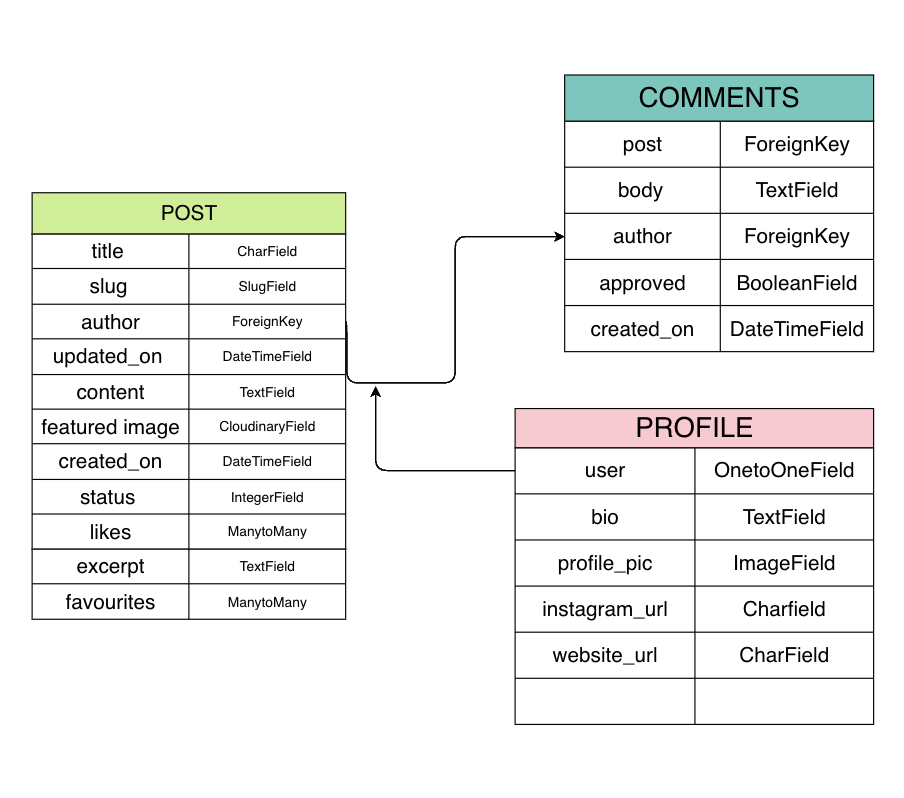 POST
title CharField
slug SlugField
author ForeignKey
updated_on DateTimeField
content TextField
featured image CloudinaryField
created_on DateTimeField
status IntegerField
likes ManytoMany
excerpt TextField
favourites ManytoMany
COMMENTS
post ForeignKey
body TextField
author ForeignKey
approved BooleanField
created_on DateTimeField
PROFILE
user OnetoOneField
bio TextField
profile_pic ImageField
instagram_url Charfield
website_url CharField